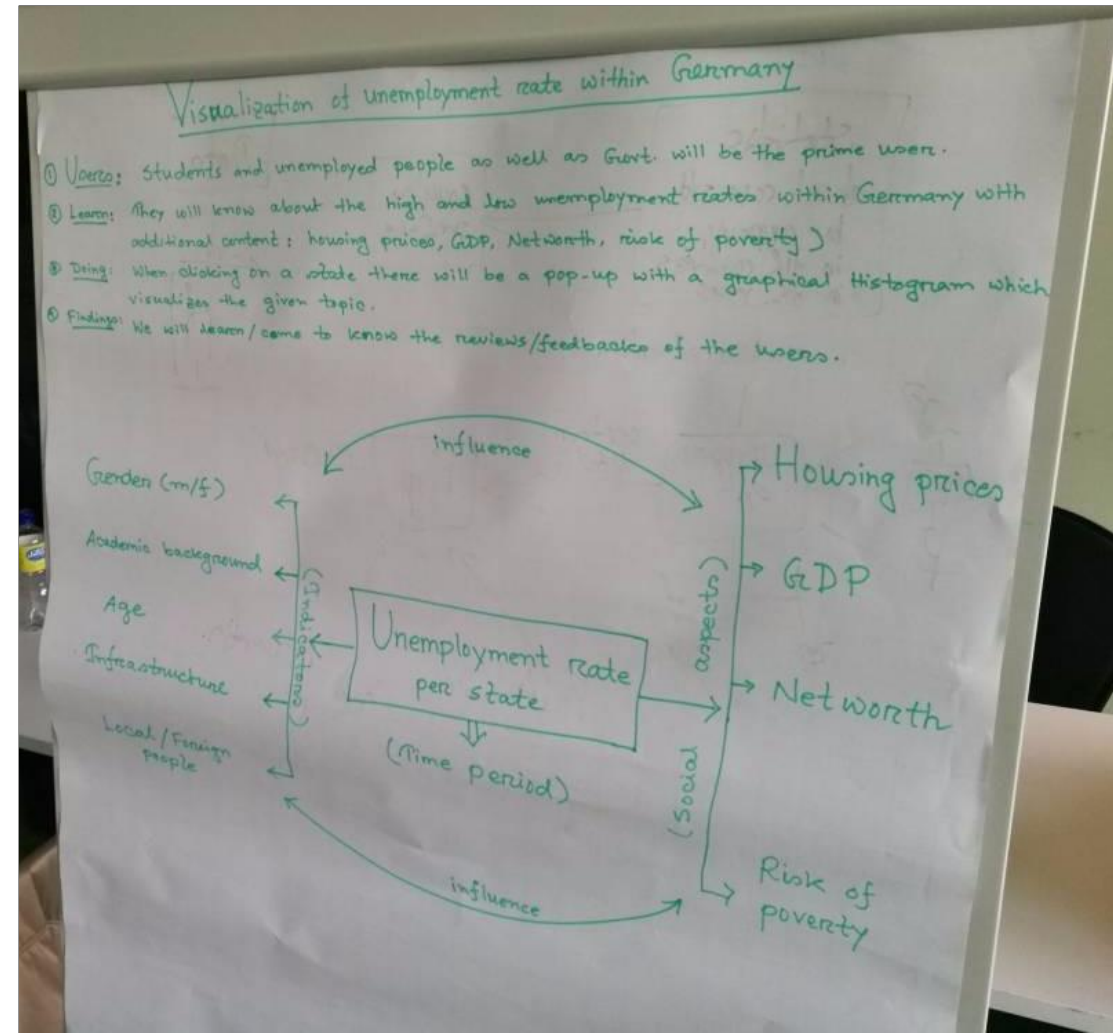 Visualization of unemployment rate within Germany
① Users: Students and unemployed people as well as Govt. will be the prime user.
② Learn: They will know about the high and low unemployment rates within Germany with
additional content: housing prices, GDP, Networth, risk of poverty)
③ Doing: When clicking on a state there will be a pop-up with a graphical Histogram which
visualizes the given topic.
④ Findings: We will learn/come to know the reviews/feedbacks of the users.
influence
Gender (m/f)
Academic background
Age
Infrastructure
Local/Foreign
people
(Indicators)
Unemployment rate
per state
(Time period)
(Social aspects)
Housing prices
GDP
Networth
Risk of
poverty
influence